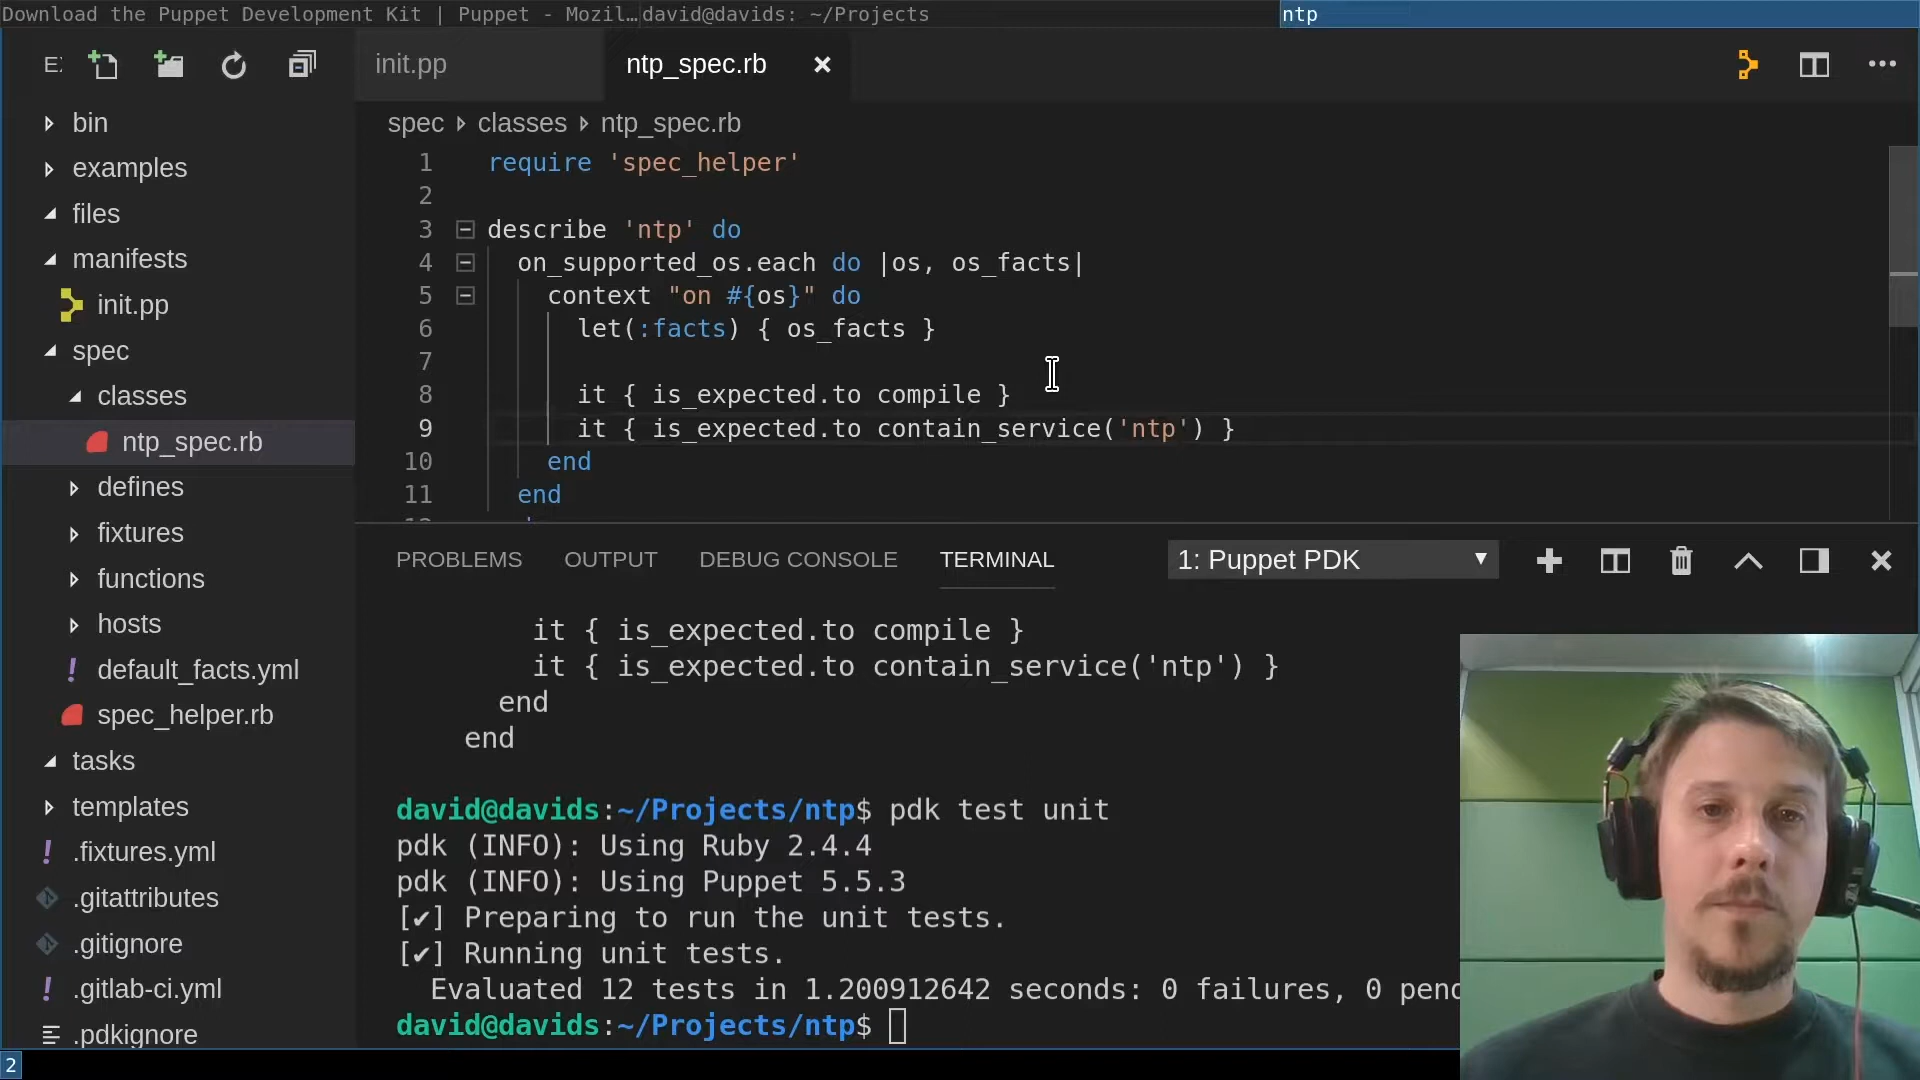 Download the Puppet Development Kit | Puppet - Mozil…
david@davids: ~/Projects
ntp
init.pp
ntp_spec.rb
bin
examples
files
manifests
init.pp
spec
classes
ntp_spec.rb
defines
fixtures
functions
hosts
default_facts.yml
spec_helper.rb
tasks
templates
.fixtures.yml
.gitattributes
.gitignore
.gitlab-ci.yml
.pdkignore
spec classes ntp_spec.rb
1 require 'spec_helper'
2
3 describe 'ntp' do
4 on_supported_os.each do |os, os_facts|
5 context "on #{os}" do
6 let(:facts) { os_facts }
7
8 it { is_expected.to compile }
9 it { is_expected.to contain_service('ntp') }
10 end
11 end
PROBLEMS OUTPUT DEBUG CONSOLE TERMINAL 1: Puppet PDK
it { is_expected.to compile }
it { is_expected.to contain_service('ntp') }
end
end
david@davids:~/Projects/ntp$ pdk test unit
pdk (INFO): Using Ruby 2.4.4
pdk (INFO): Using Puppet 5.5.3
[✔] Preparing to run the unit tests.
[✔] Running unit tests.
Evaluated 12 tests in 1.200912642 seconds: 0 failures, 0 pend
david@davids:~/Projects/ntp$
2